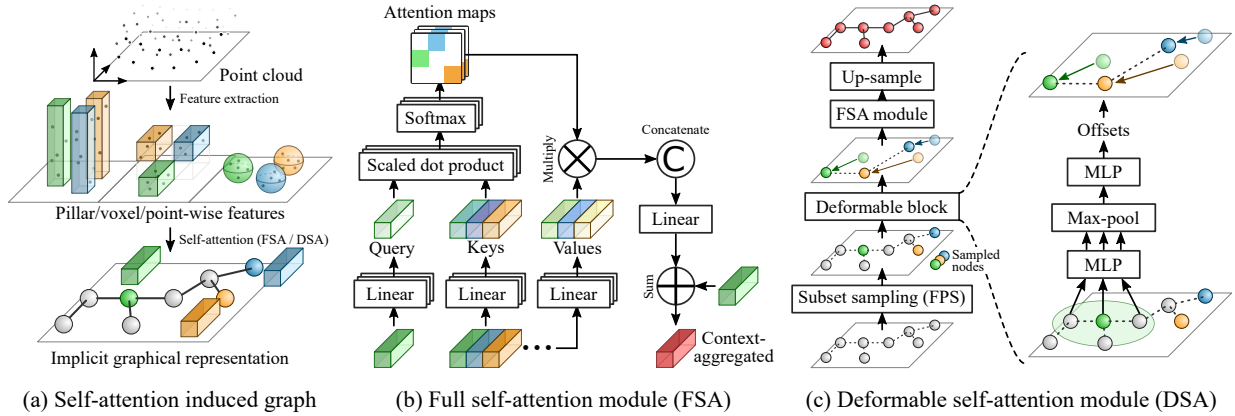 Point cloud
Feature extraction
Pillar/voxel/point-wise features
Self-attention (FSA / DSA)
Implicit graphical representation
(a) Self-attention induced graph
Attention maps
Softmax
Scaled dot product
Query
Keys
Values
Linear
Linear
Linear
Multiply
Concatenate
C
Linear
Sum
Context-
aggregated
(b) Full self-attention module (FSA)
Up-sample
FSA module
Deformable block
Sampled
nodes
Subset sampling (FPS)
Offsets
MLP
Max-pool
MLP
(c) Deformable self-attention module (DSA)